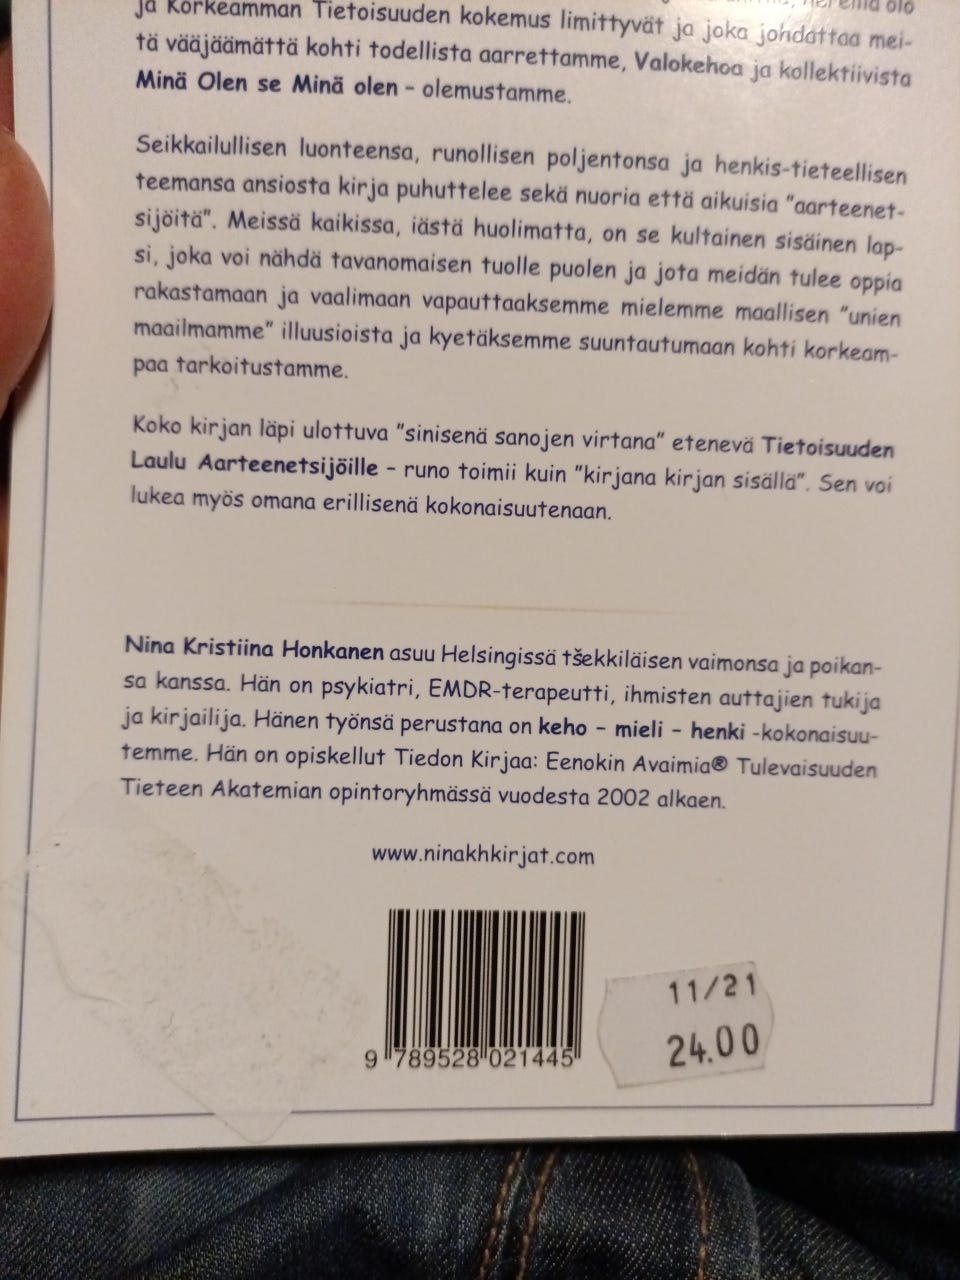 ja Korkeamman Tietoisuuden kokemus limittyvät ja joka johdattaa mei-
tä vääjäämättä kohti todellista aarrettamme, Valokehoa ja kollektiivista
Minä Olen se Minä olen – olemustamme.
Seikkailullisen luonteensa, runollisen poljentonsa ja henkis-tieteellisen
teemansa ansiosta kirja puhuttelee sekä nuoria että aikuisia "aarteenet-
sijöitä". Meissä kaikissa, iästä huolimatta, on se kultainen sisäinen lap-
si, joka voi nähdä tavanomaisen tuolle puolen ja jota meidän tulee oppia
rakastamaan ja vaalimaan vapauttaaksemme mielemme maallisen "unien
maailmamme" illuusioista ja kyetäksemme suuntautumaan kohti korkeam-
paa tarkoitustamme.
Koko kirjan läpi ulottuva "sinisenä sanojen virtana" etenevä Tietoisuuden
Laulu Aarteenetsijöille – runo toimii kuin "kirjana kirjan sisällä". Sen voi
lukea myös omana erillisenä kokonaisuutenaan.
Nina Kristiina Honkanen asuu Helsingissä tšekkiläisen vaimonsa ja poikan-
sa kanssa. Hän on psykiatri, EMDR-terapeutti, ihmisten auttajien tukija
ja kirjailija. Hänen työnsä perustana on keho – mieli – henki -kokonaisuu-
temme. Hän on opiskellut Tiedon Kirjaa: Eenokin Avaimia® Tulevaisuuden
Tieteen Akatemian opintoryhmässä vuodesta 2002 alkaen.
www.ninakhkirjat.com
11/21
24.00
9 789528 021445